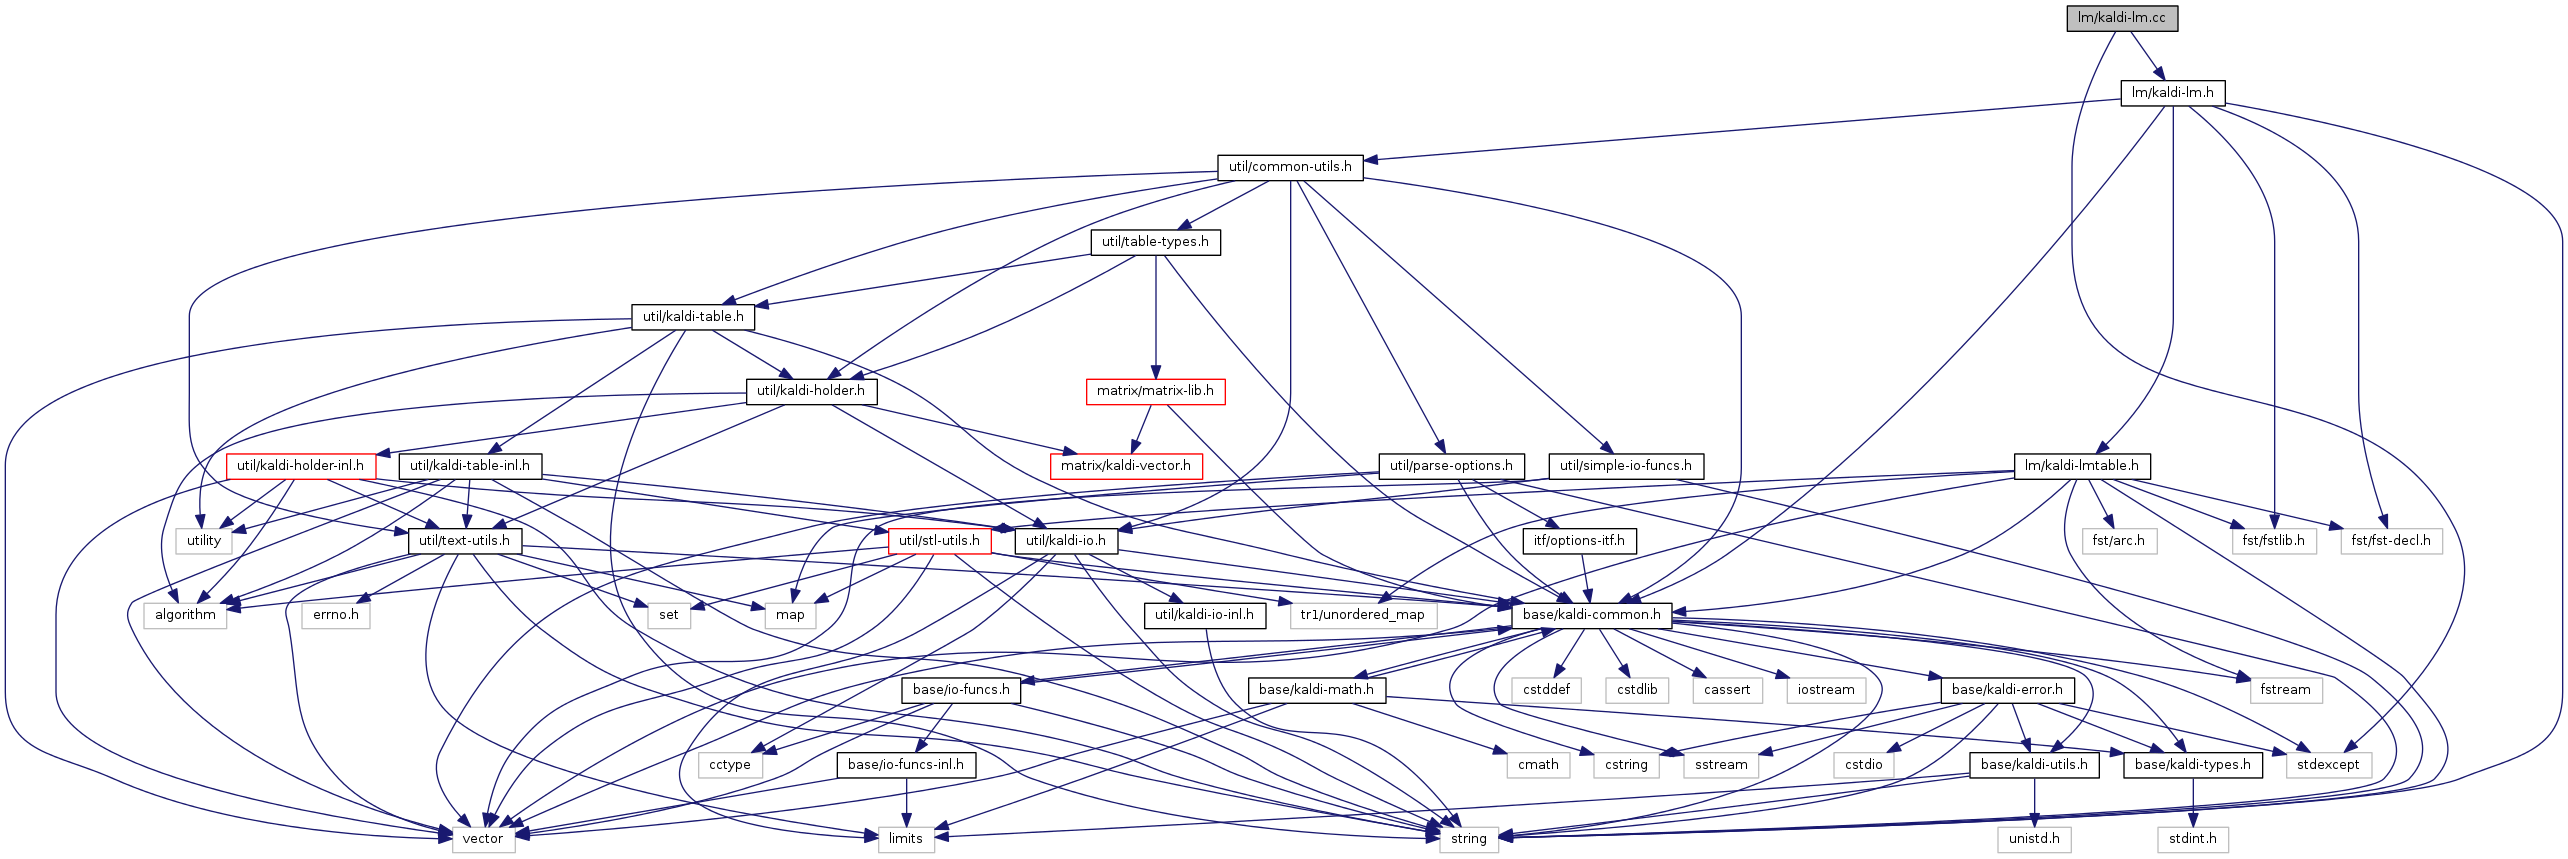 lm/kaldi-lm.cc
lm/kaldi-lm.h
util/common-utils.h
util/table-types.h
util/kaldi-table.h
util/kaldi-holder.h
matrix/matrix-lib.h
util/kaldi-holder-inl.h
util/kaldi-table-inl.h
matrix/kaldi-vector.h
util/parse-options.h
util/simple-io-funcs.h
lm/kaldi-lmtable.h
utility
util/text-utils.h
util/stl-utils.h
util/kaldi-io.h
itf/options-itf.h
fst/arc.h
fst/fstlib.h
fst/fst-decl.h
algorithm
errno.h
set
map
util/kaldi-io-inl.h
tr1/unordered_map
base/kaldi-common.h
base/io-funcs.h
base/kaldi-math.h
cstddef
cstdlib
cassert
iostream
base/kaldi-error.h
fstream
cctype
base/io-funcs-inl.h
cmath
cstring
sstream
cstdio
base/kaldi-utils.h
base/kaldi-types.h
stdexcept
vector
limits
string
unistd.h
stdint.h